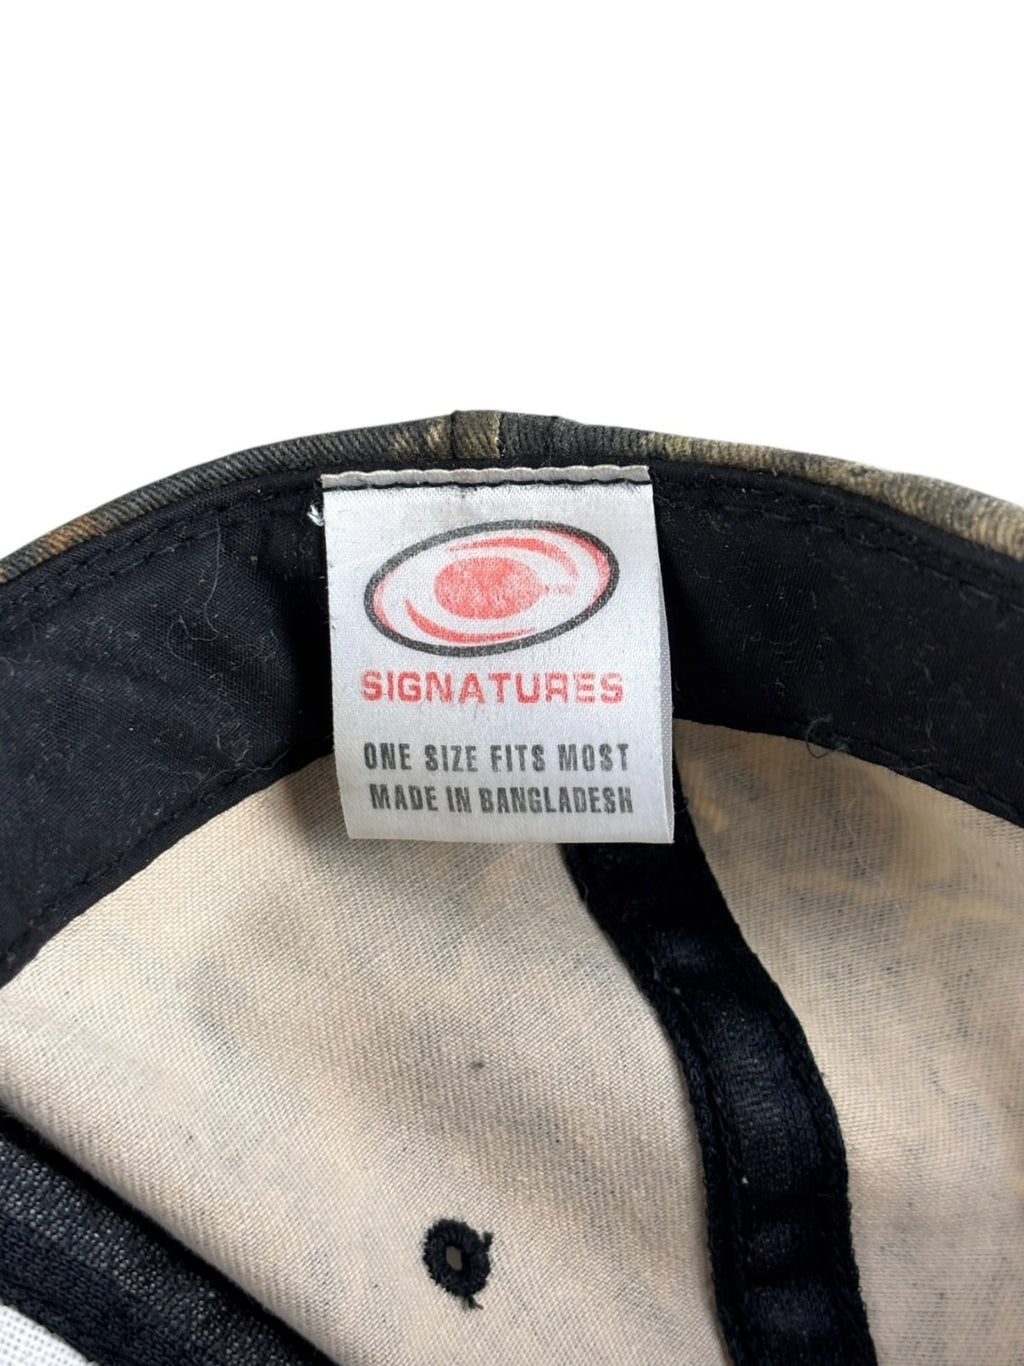 SIGNATURES
ONE SIZE FITS MOST
MADE IN BANGLADESH